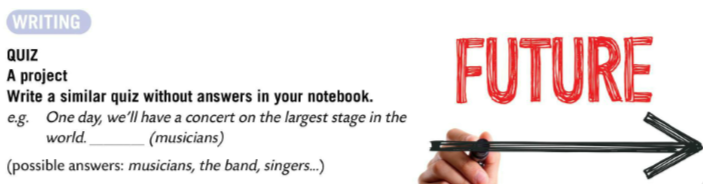 WRITING
QUIZ
A project
Write a similar quiz without answers in your notebook.
e.g. One day, we'll have a concert on the largest stage in the
world. ________ (musicians)
(possible answers: musicians, the band, singers...)
FUTURE